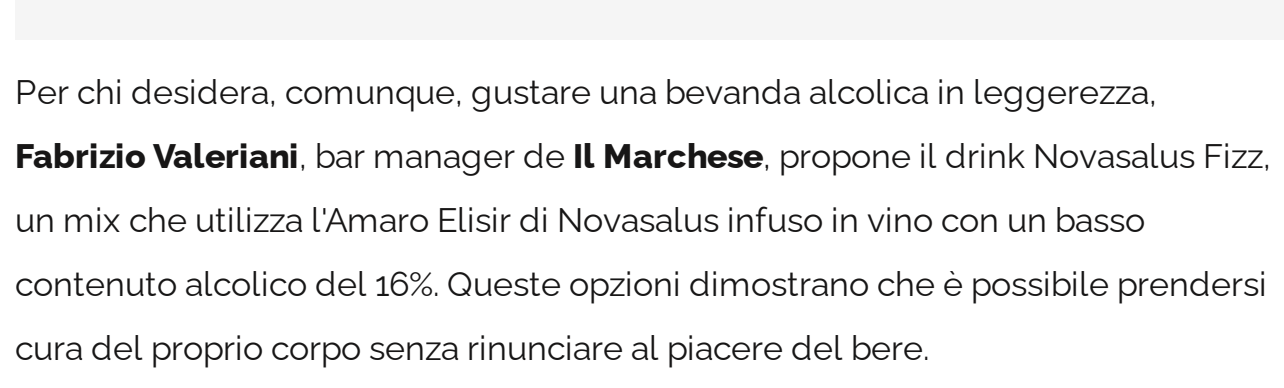 Per chi desidera, comunque, gustare una bevanda alcolica in leggerezza,
Fabrizio Valeriani, bar manager de Il Marchese, propone il drink Novasalus Fizz,
un mix che utilizza l'Amaro Elisir di Novasalus infuso in vino con un basso
contenuto alcolico del 16%. Queste opzioni dimostrano che è possibile prendersi
cura del proprio corpo senza rinunciare al piacere del bere.